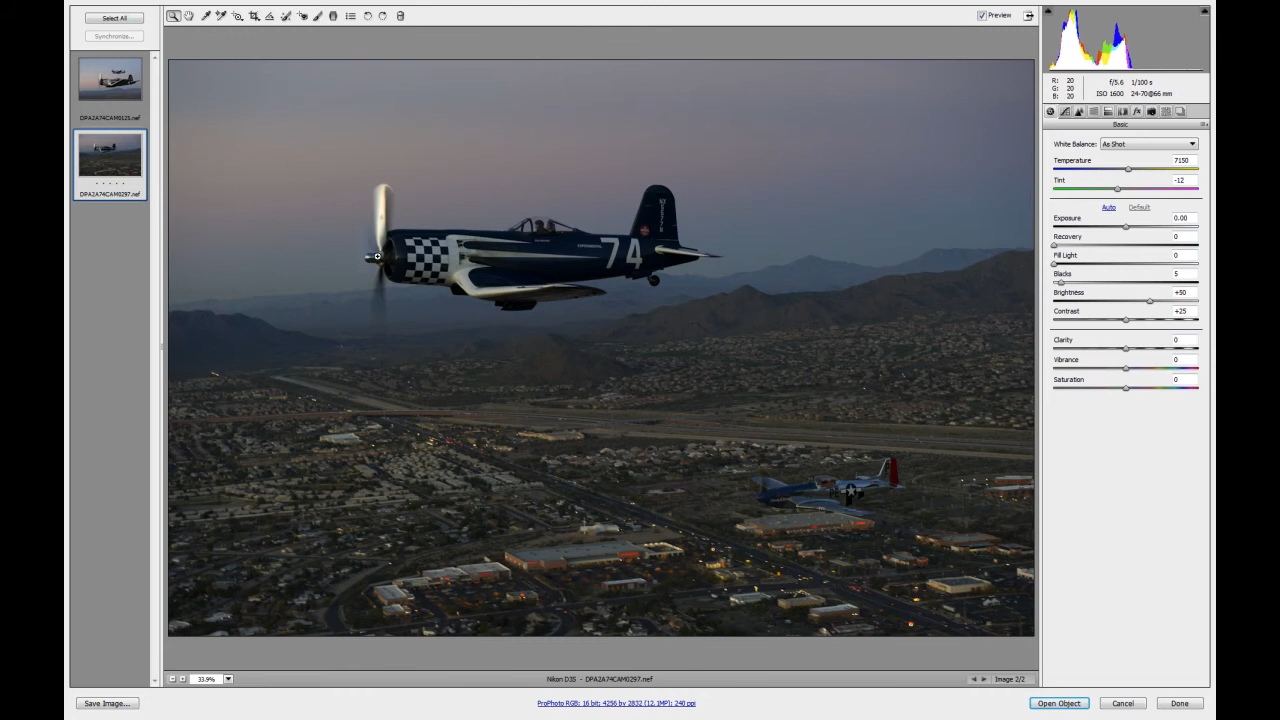 Select All
Synchronize...
DPA2A74CAM0125.nef
DPA2A74CAM0297.nef
Preview
R: 20
G: 20
B: 20
f/5.6 1/100 s
ISO 1600 24-70@66 mm
Basic
White Balance: As Shot
Temperature 7150
Tint -12
Auto Default
Exposure 0.00
Recovery 0
Fill Light 0
Blacks 5
Brightness +50
Contrast +25
Clarity 0
Vibrance 0
Saturation 0
EXPERIMENTAL
74
33.9%
Nikon D3S - DPA2A74CAM0297.nef
Image 2/2
Save Image...
ProPhoto RGB; 16 bit; 4256 by 2832 (12.1MP); 240 ppi
Open Object
Cancel
Done